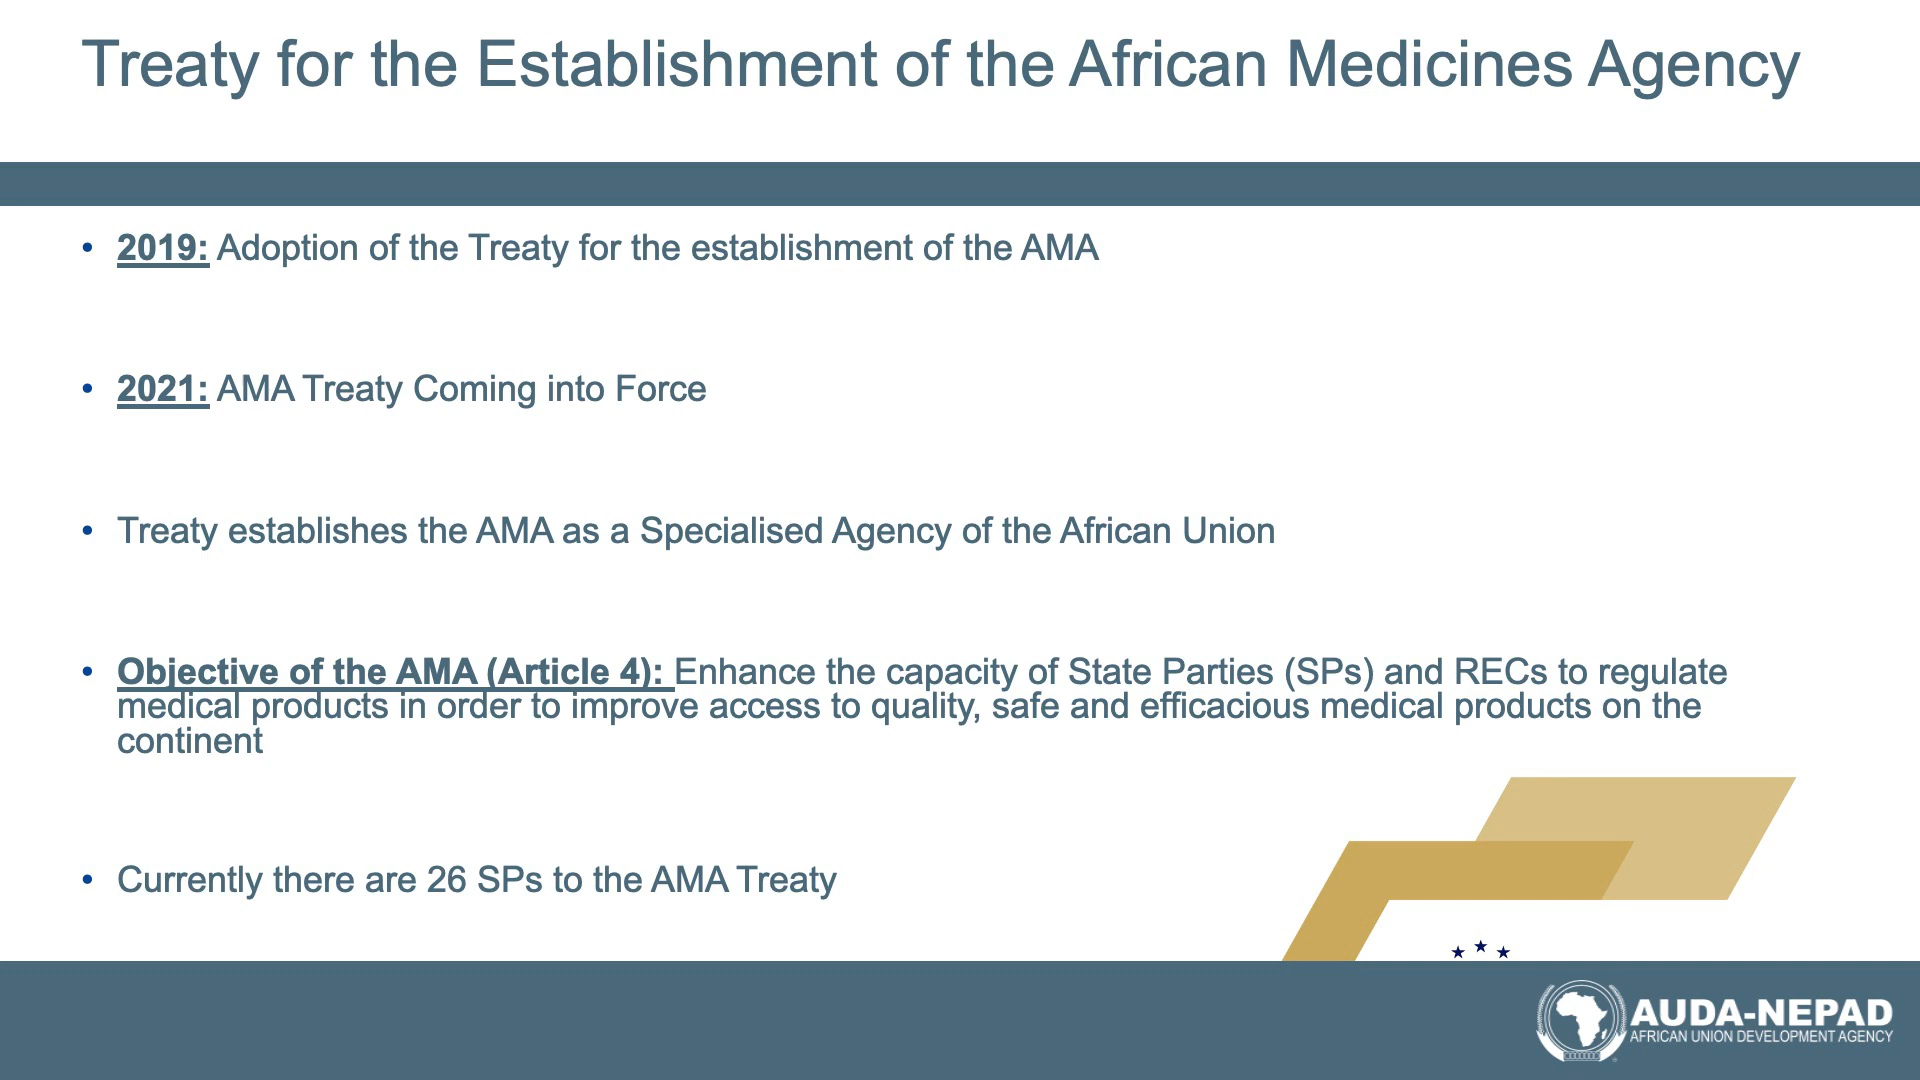 Treaty for the Establishment of the African Medicines Agency
• 2019: Adoption of the Treaty for the establishment of the AMA
• 2021: AMA Treaty Coming into Force
• Treaty establishes the AMA as a Specialised Agency of the African Union
• Objective of the AMA (Article 4): Enhance the capacity of State Parties (SPs) and RECs to regulate
medical products in order to improve access to quality, safe and efficacious medical products on the
continent
• Currently there are 26 SPs to the AMA Treaty
AUDA-NEPAD
AFRICAN UNION DEVELOPMENT AGENCY